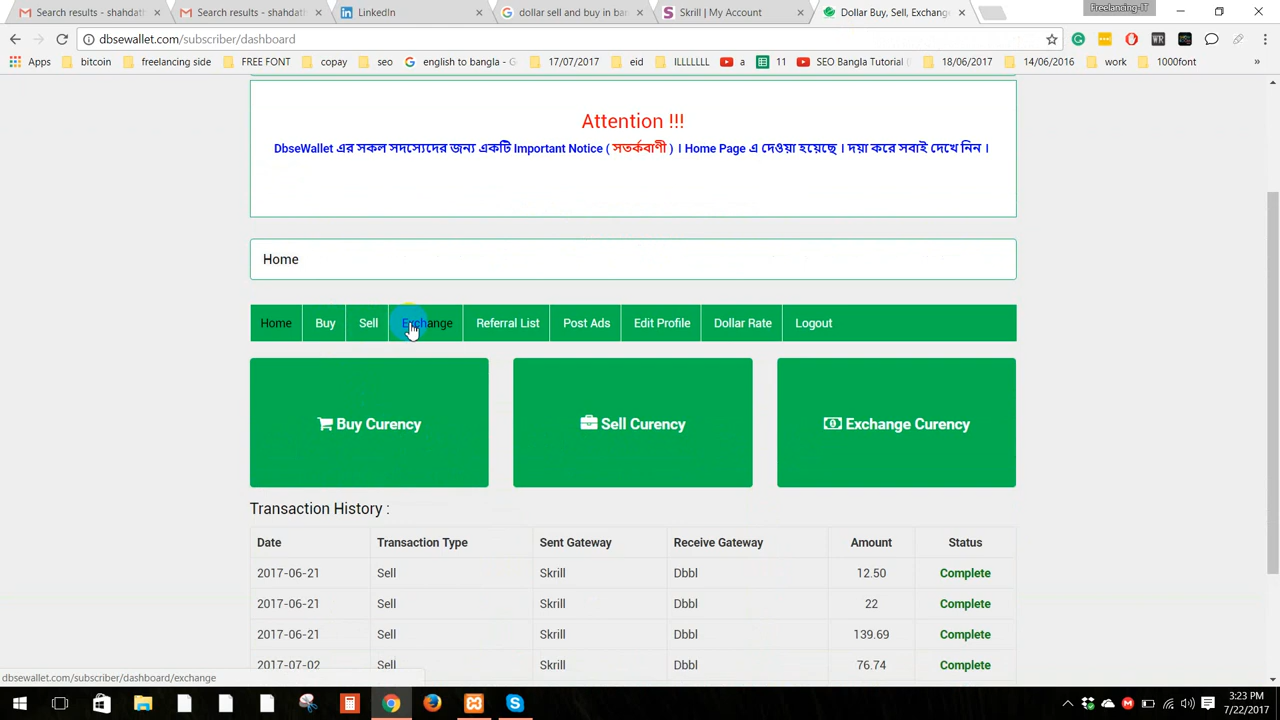 Search results - shahdat
Search results - shahdat
LinkedIn
dollar sell and buy in ban
Skrill | My Account
Dollar Buy, Sell, Exchang
Freelancing-IT
dbsewallet.com/subscriber/dashboard
Apps bitcoin freelancing side FREE FONT copay seo english to bangla - G 17/07/2017 eid ILLLLLLL a 11 SEO Bangla Tutorial ( 18/06/2017 14/06/2016 work 1000font
Attention !!!
DbseWallet এর সকল সদস্যেদের জন্য একটি Important Notice ( সতর্কবাণী ) । Home Page এ দেওয়া হয়েছে । দয়া করে সবাই দেখে নিন ।
Home
Home Buy Sell Exchange Referral List Post Ads Edit Profile Dollar Rate Logout
Buy Curency Sell Curency Exchange Curency
Transaction History :
Date Transaction Type Sent Gateway Receive Gateway Amount Status
2017-06-21 Sell Skrill Dbbl 12.50 Complete
2017-06-21 Sell Skrill Dbbl 22 Complete
2017-06-21 Sell Skrill Dbbl 139.69 Complete
2017-07-02 Sell Skrill Dbbl 76.74 Complete
dbsewallet.com/subscriber/dashboard/exchange
3:23 PM
7/22/2017